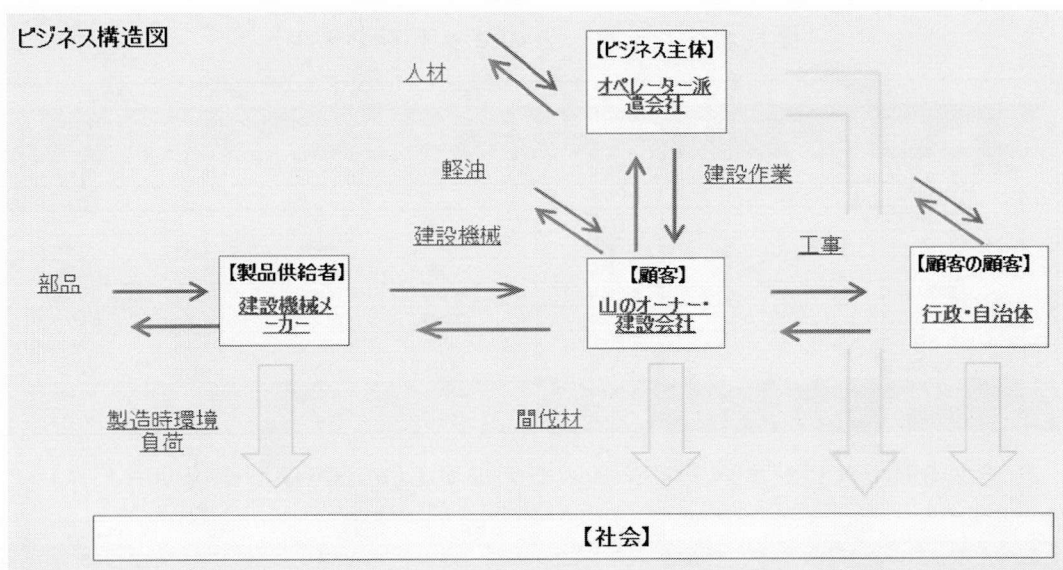 ビジネス構造図
【ビジネス主体】
オペレーター派
遣会社
人材
軽油
建設作業
建設機械
工事
部品
【製品供給者】
建設機械メ
ーカー
【顧客】
山のオーナー・
建設会社
【顧客の顧客】
行政・自治体
製造時環境
負荷
間伐材
【社会】